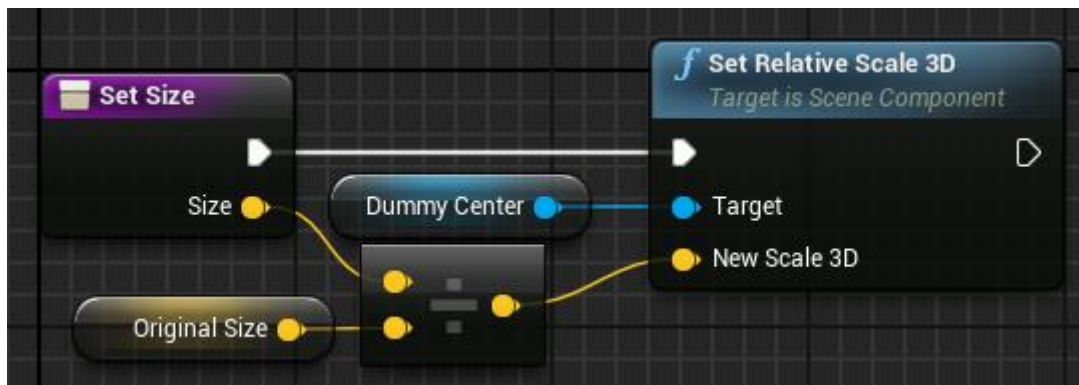 Set Size
Size
Original Size
Dummy Center
f Set Relative Scale 3D
Target is Scene Component
Target
New Scale 3D